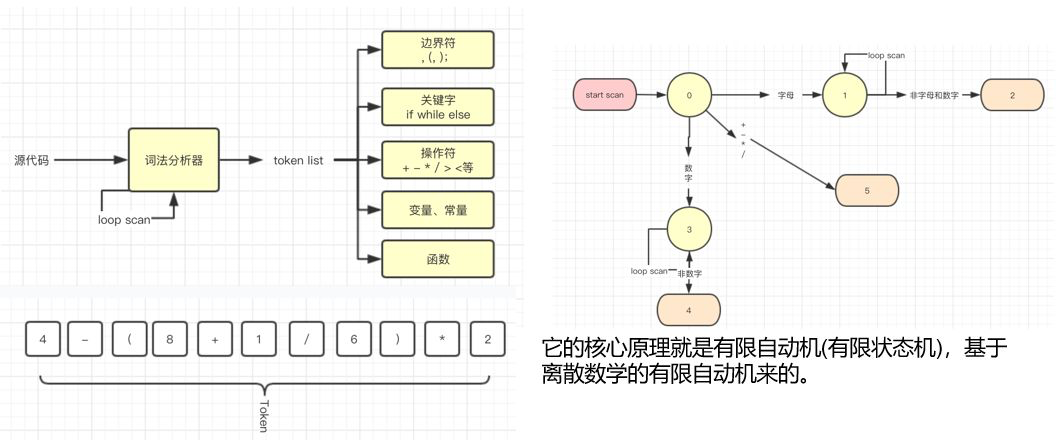 边界符
, (, );
关键字
if while else
源代码
词法分析器
token list
操作符
+ - * / > <等
loop scan
变量、常量
函数
4 - ( 8 + 1 / 6 ) * 2
Token
start scan
0
字母
1
loop scan
非字母和数字
2
+
-
*
/
数
字
5
3
loop scan
非数字
4
它的核心原理就是有限自动机(有限状态机)，基于
离散数学的有限自动机来的。